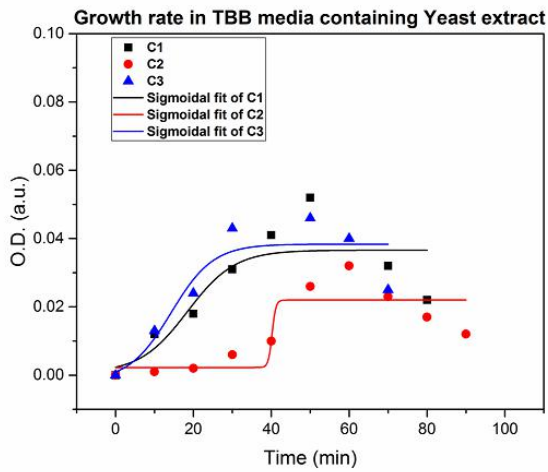 Growth rate in TBB media containing Yeast extract
0.10
C1
C2
C3
Sigmoidal fit of C1
Sigmoidal fit of C2
Sigmoidal fit of C3
0.08
0.06
0.04
0.02
0.00
O.D. (a.u.)
0 20 40 60 80 100
Time (min)